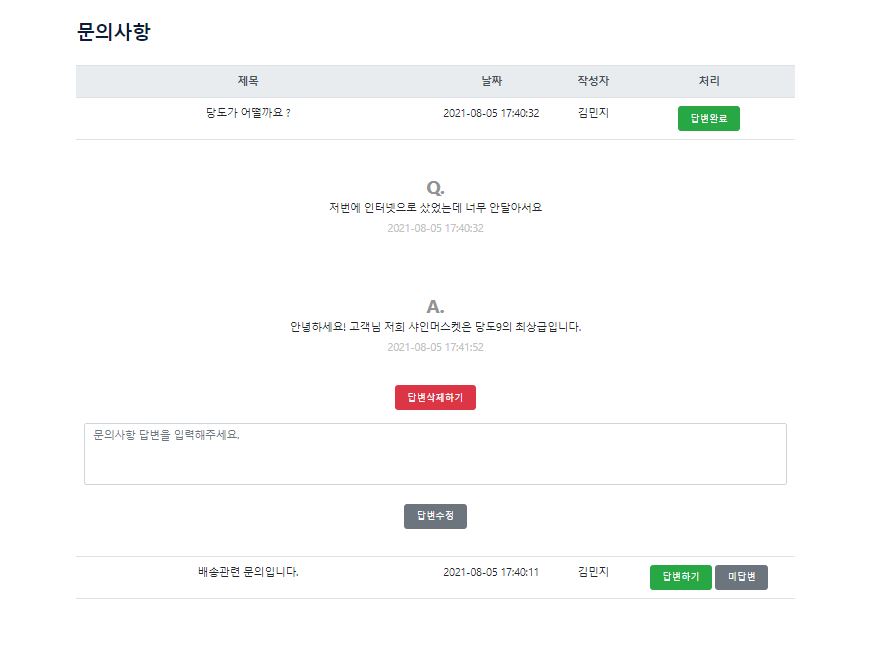 문의사항
제목 날짜 작성자 처리
당도가 어떨까요 ? 2021-08-05 17:40:32 김민지 답변완료
Q.
저번에 인터넷으로 샀었는데 너무 안달아서요
2021-08-05 17:40:32
A.
안녕하세요! 고객님 저희 샤인머스켓은 당도9의 최상급입니다.
2021-08-05 17:41:52
답변삭제하기
문의사항 답변을 입력해주세요.
답변수정
배송관련 문의입니다. 2021-08-05 17:40:11 김민지 답변하기 미답변